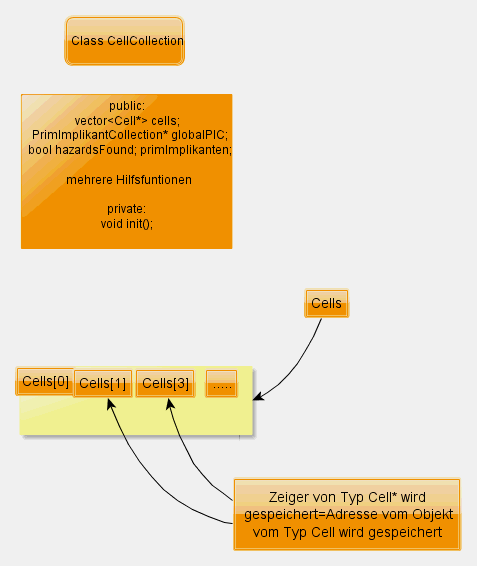 Class CellCollection
public:
vector<Cell*> cells;
PrimImplikantCollection* globalPIC;
bool hazardsFound; primImplikanten;
mehrere Hilfsfuntionen
private:
void init();
Cells
Cells[0]
Cells[1]
Cells[3]
.....
Zeiger von Typ Cell* wird
gespeichert=Adresse vom Objekt
vom Typ Cell wird gespeichert